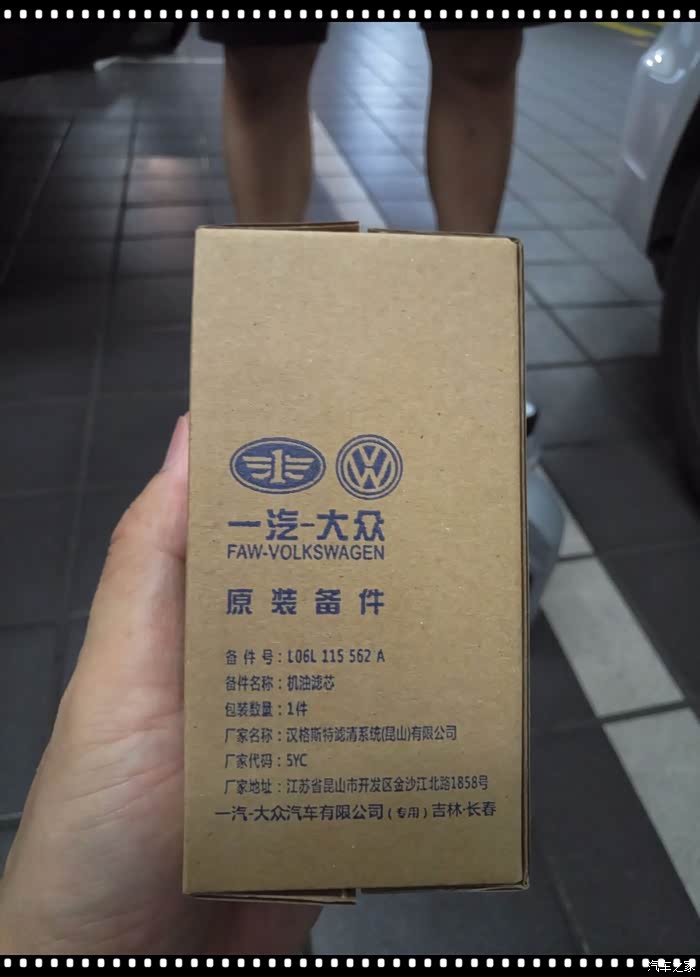 一汽-大众
FAW-VOLKSWAGEN
原装备件
备件号：L06L 115 562 A
备件名称：机油滤芯
包装数量：1件
厂家名称：汉格斯特滤清系统(昆山)有限公司
厂家代码：5YC
厂家地址：江苏省昆山市开发区金沙江北路1858号
一汽-大众汽车有限公司（专用）吉林·长春
汽车之家